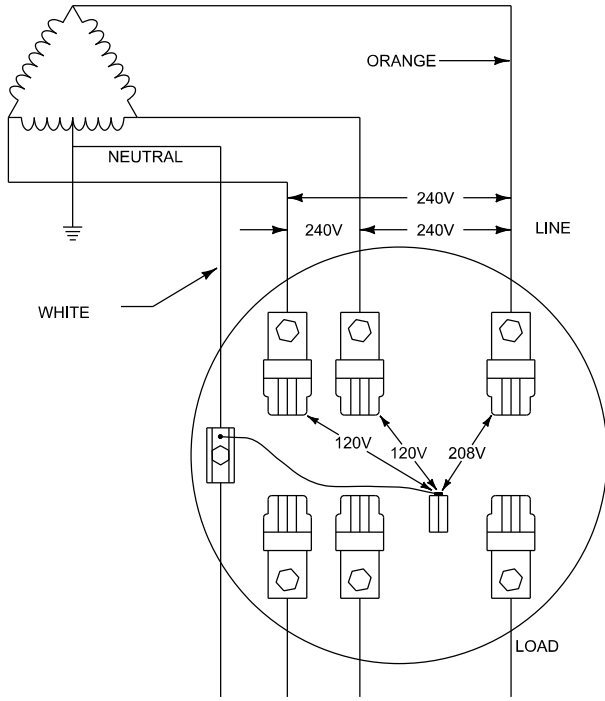 ORANGE
NEUTRAL
240V
240V
240V
LINE
WHITE
120V
120V
208V
LOAD